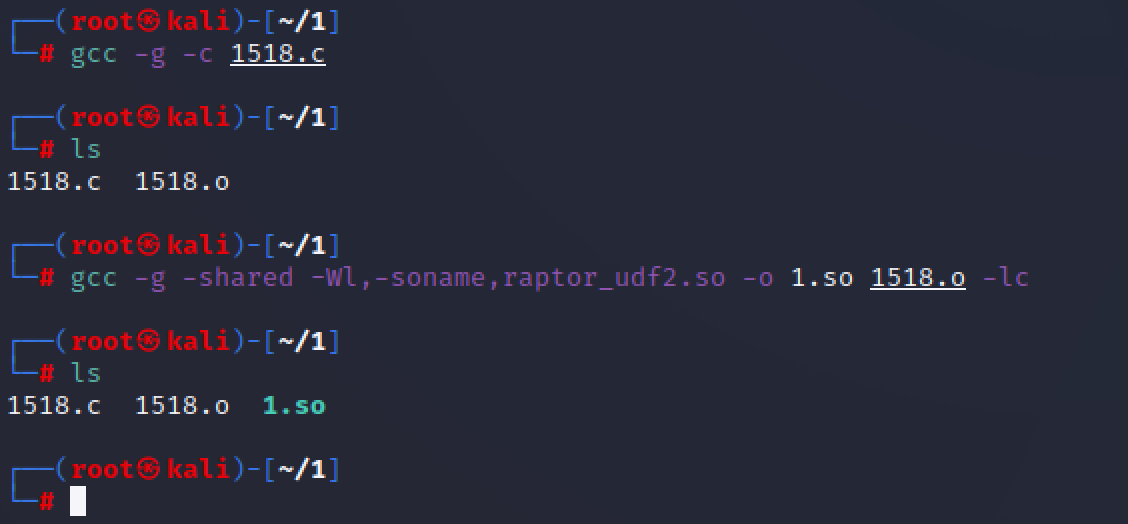 ┌──(root㉿kali)-[~/1]
└─# gcc -g -c 1518.c
┌──(root㉿kali)-[~/1]
└─# ls
1518.c  1518.o
┌──(root㉿kali)-[~/1]
└─# gcc -g -shared -Wl,-soname,raptor_udf2.so -o 1.so 1518.o -lc
┌──(root㉿kali)-[~/1]
└─# ls
1518.c  1518.o  1.so
┌──(root㉿kali)-[~/1]
└─#